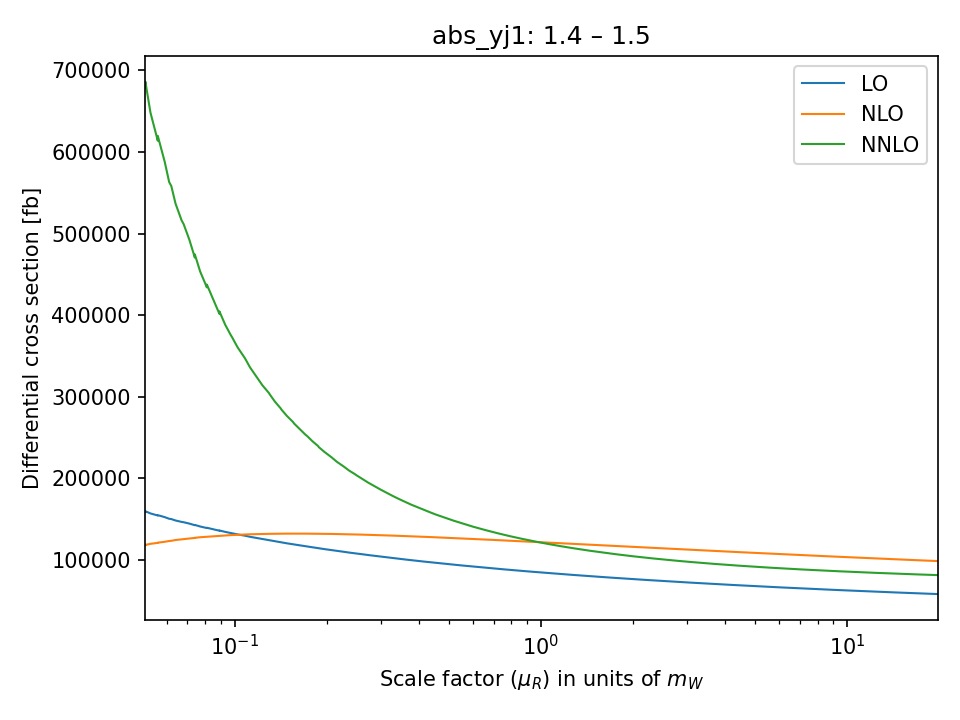 abs_yj1: 1.4 – 1.5
700000
600000
500000
400000
300000
200000
100000
Differential cross section [fb]
LO
NLO
NNLO
10⁻¹
10⁰
10¹
Scale factor (μ_R) in units of m_W